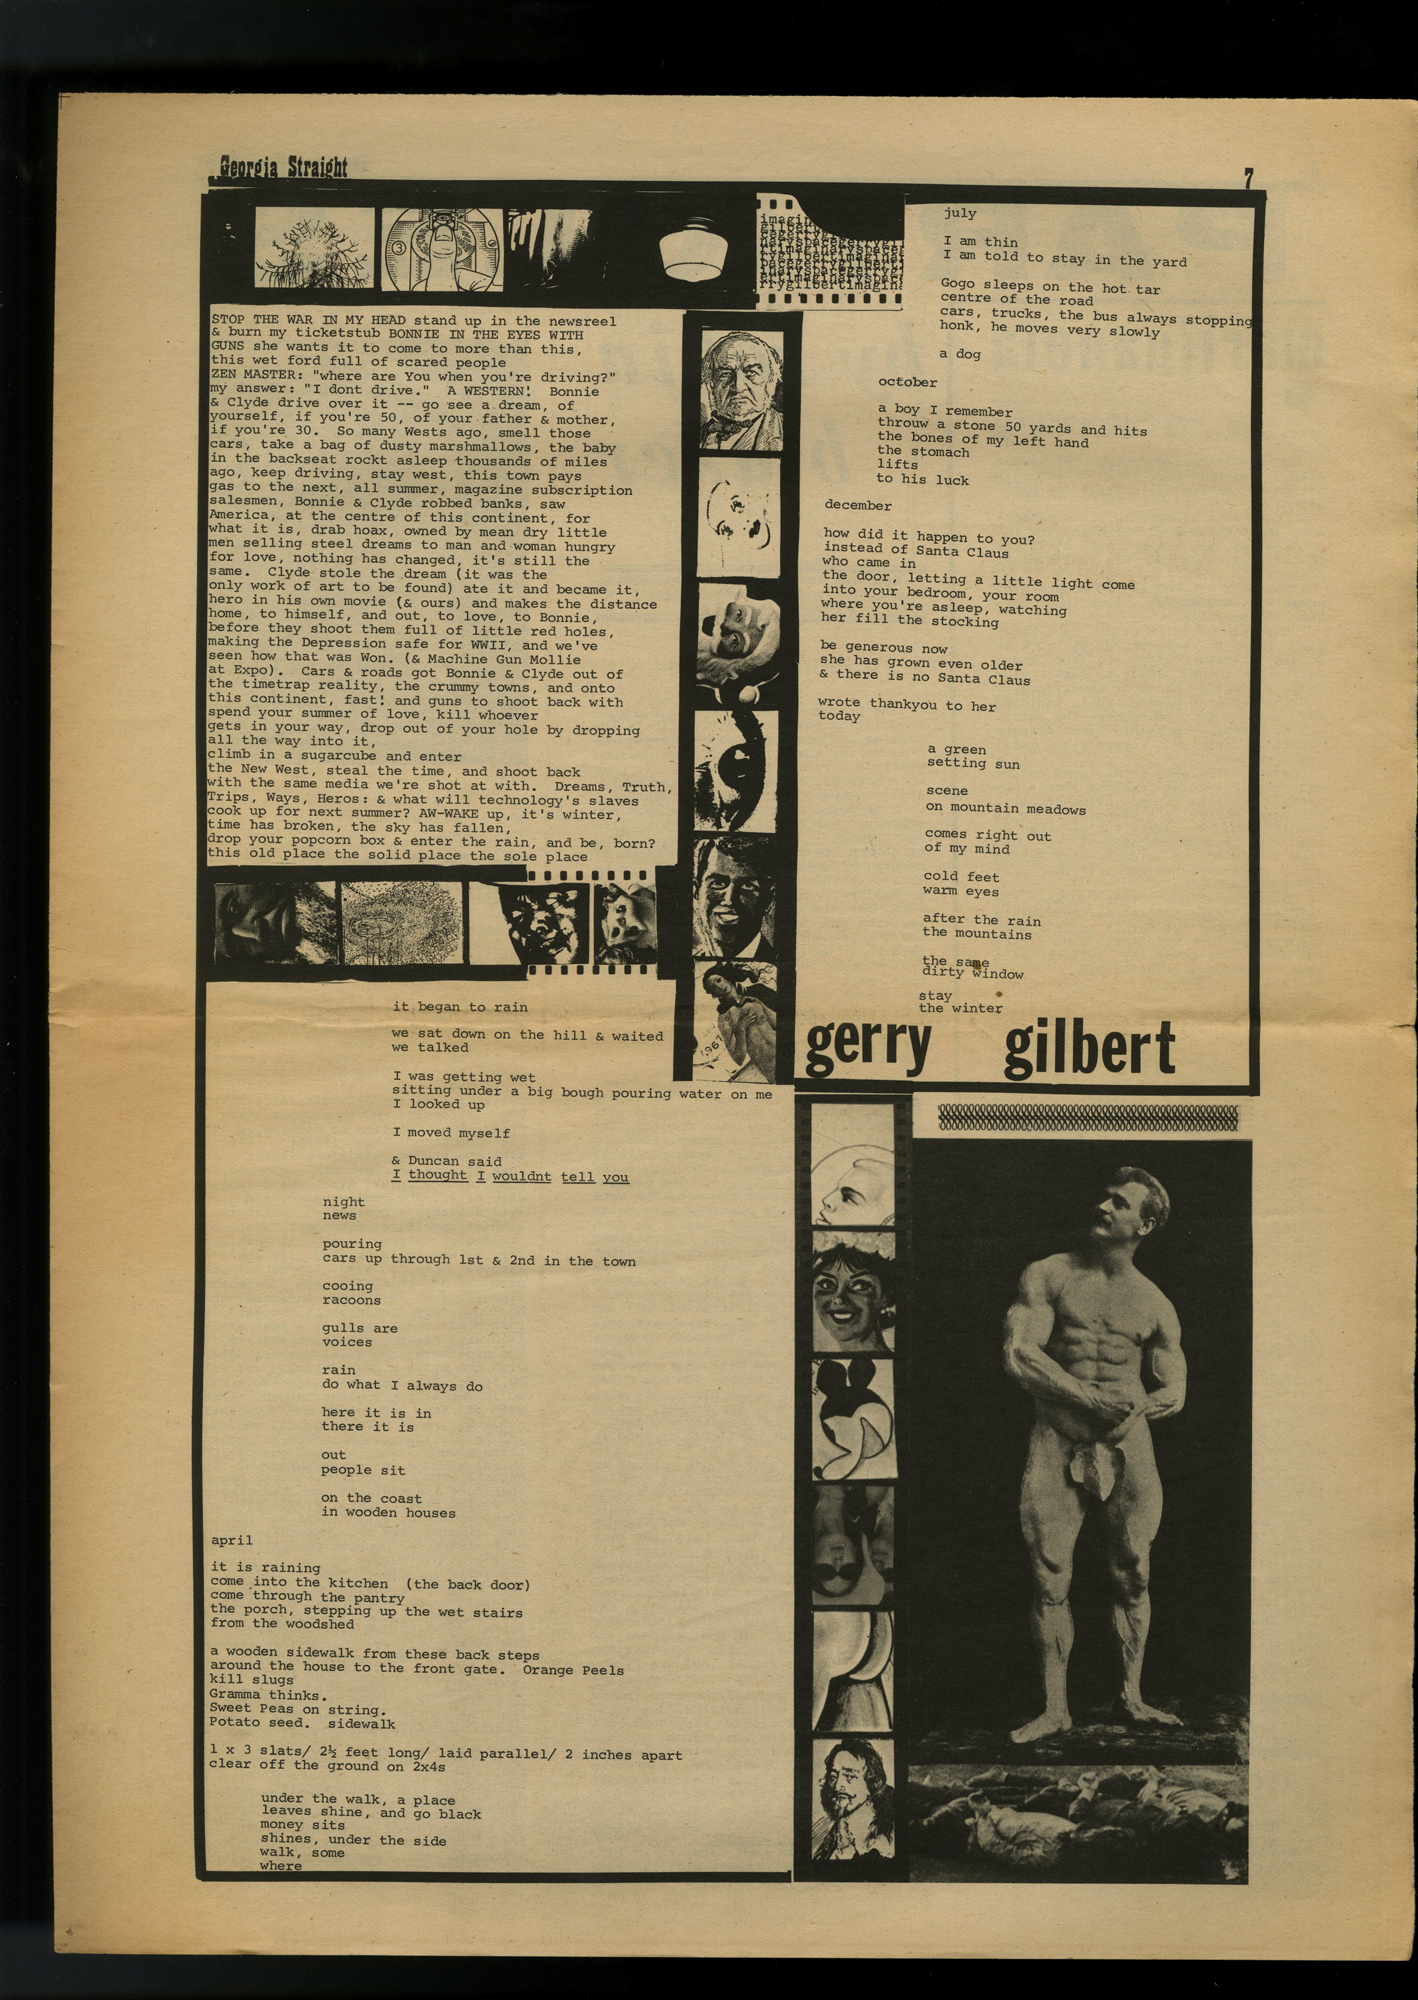 Georgia Straight
7
STOP THE WAR IN MY HEAD stand up in the newsreel
& burn my ticketstub BONNIE IN THE EYES WITH
GUNS she wants it to come to more than this,
this wet ford full of scared people
ZEN MASTER: "where are You when you're driving?"
my answer: "I dont drive."  A WESTERN!  Bonnie
& Clyde drive over it -- go see a dream, of
yourself, if you're 50, of your father & mother,
if you're 30.  So many Wests ago, smell those
cars, take a bag of dusty marshmallows, the baby
in the backseat rockt asleep thousands of miles
ago, keep driving, stay west, this town pays
gas to the next, all summer, magazine subscription
salesmen, Bonnie & Clyde robbed banks, saw
America, at the centre of this continent, for
what it is, drab hoax, owned by mean dry little
men selling steel dreams to man and woman hungry
for love, nothing has changed, it's still the
same.  Clyde stole the dream (it was the
only work of art to be found) ate it and became it,
hero in his own movie (& ours) and makes the distance
home, to himself, and out, to love, to Bonnie,
before they shoot them full of little red holes,
making the Depression safe for WWII, and we've
seen how that was Won. (& Machine Gun Mollie
at Expo).  Cars & roads got Bonnie & Clyde out of
the timetrap reality, the crummy towns, and onto
this continent, fast! and guns to shoot back with
spend your summer of love, kill whoever
gets in your way, drop out of your hole by dropping
all the way into it,
climb in a sugarcube and enter
the New West, steal the time, and shoot back
with the same media we're shot at with.  Dreams, Truth,
Trips, Ways, Heros: & what will technology's slaves
cook up for next summer? AW-WAKE up, it's winter,
time has broken, the sky has fallen,
drop your popcorn box & enter the rain, and be, born?
this old place the solid place the sole place
it began to rain
we sat down on the hill & waited
we talked
I was getting wet
sitting under a big bough pouring water on me
I looked up
I moved myself
& Duncan said
I thought I wouldnt tell you
night
news
pouring
cars up through 1st & 2nd in the town
cooing
racoons
gulls are
voices
rain
do what I always do
here it is in
there it is
out
people sit
on the coast
in wooden houses
april
it is raining
come into the kitchen  (the back door)
come through the pantry
the porch, stepping up the wet stairs
from the woodshed
a wooden sidewalk from these back steps
around the house to the front gate.  Orange Peels
kill slugs
Gramma thinks.
Sweet Peas on string.
Potato seed.  sidewalk
1 x 3 slats/ 2½ feet long/ laid parallel/ 2 inches apart
clear off the ground on 2x4s
under the walk, a place
leaves shine, and go black
money sits
shines, under the side
walk, some
where
july
I am thin
I am told to stay in the yard
Gogo sleeps on the hot tar
centre of the road
cars, trucks, the bus always stopping
honk, he moves very slowly
a dog
october
a boy I remember
throuw a stone 50 yards and hits
the bones of my left hand
the stomach
lifts
to his luck
december
how did it happen to you?
instead of Santa Claus
who came in
the door, letting a little light come
into your bedroom, your room
where you're asleep, watching
her fill the stocking
be generous now
she has grown even older
& there is no Santa Claus
wrote thankyou to her
today
a green
setting sun
scene
on mountain meadows
comes right out
of my mind
cold feet
warm eyes
after the rain
the mountains
the same
dirty window
stay
the winter
gerry gilbert
3
1967